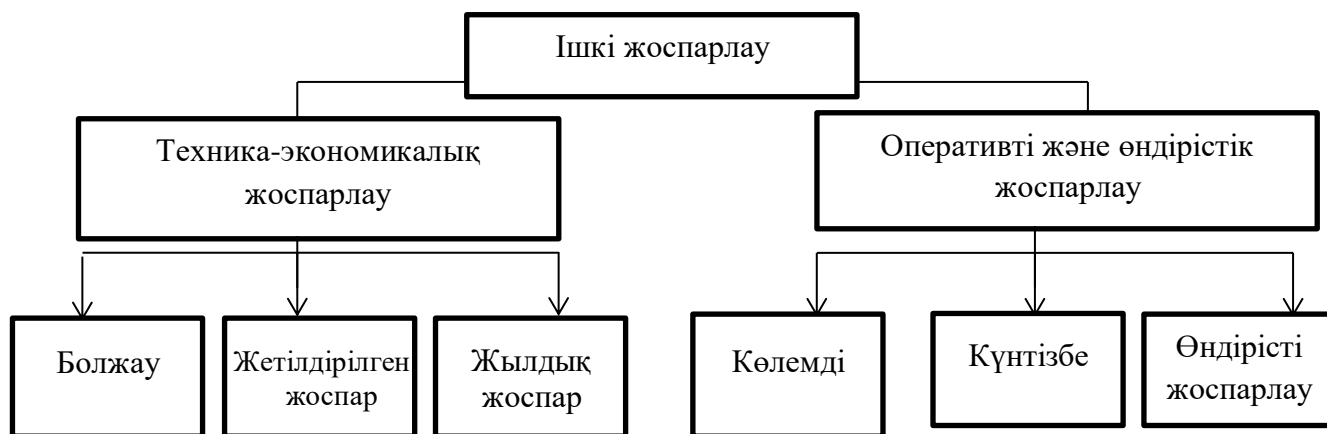 Ішкі жоспарлау
Техника-экономикалық
жоспарлау
Оперативті және өндірістік
жоспарлау
Болжау
Жетілдірілген
жоспар
Жылдық
жоспар
Көлемді
Күнтізбе
Өндірісті
жоспарлау